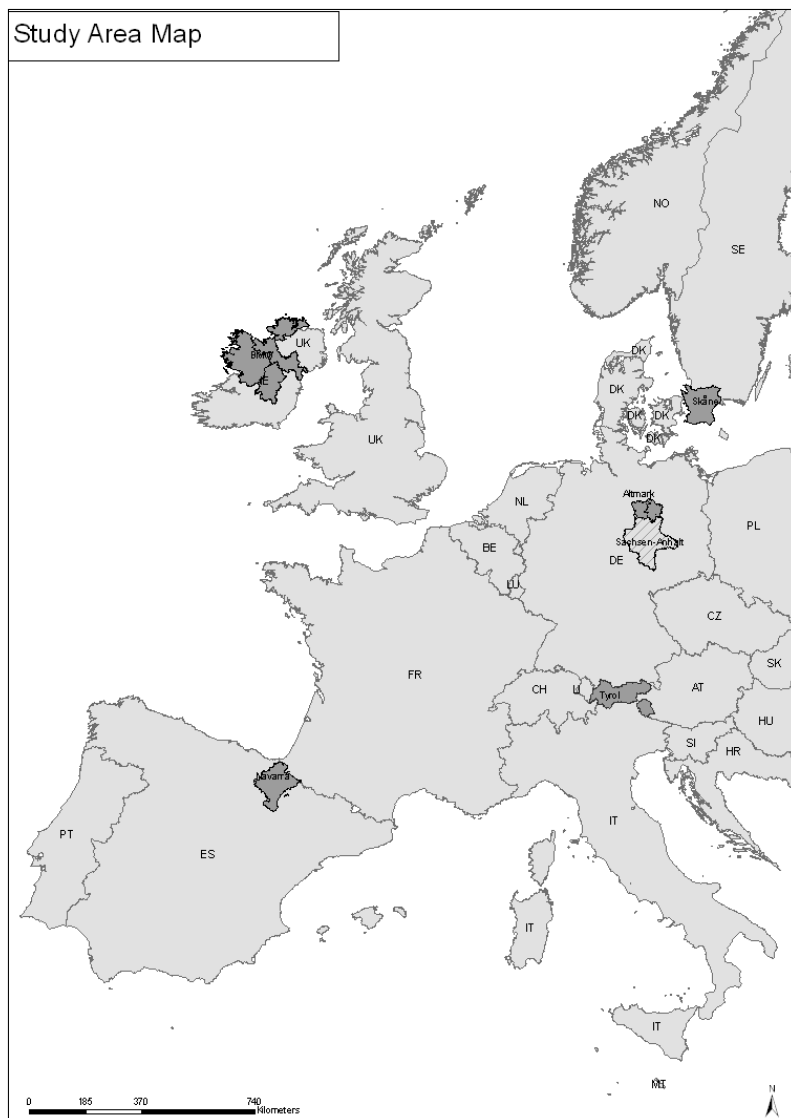 Study Area Map
NO
SE
UK
BMW
IE
DK
DK
DK
DK
DK
Skåne
UK
Altmark
NL
PL
Sachsen-Anhalt
BE
DE
LU
CZ
FR
SK
CH
LI
Tyrol
AT
HU
SI
HR
Navarra
IT
PT
ES
IT
IT
MT
N
0 185 370 740
Kilometers